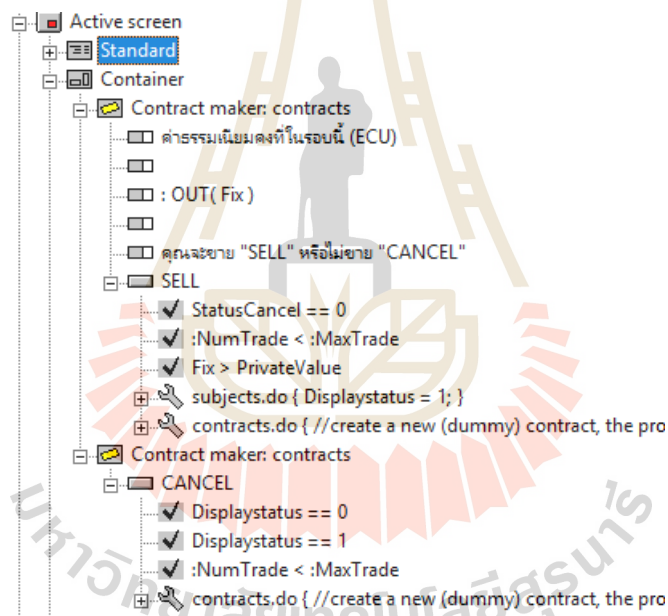 Active screen
Standard
Container
Contract maker: contracts
ค่าธรรมเนียมคงที่ในรอบนี้ (ECU)
: OUT( Fix )
คุณจะขาย "SELL" หรือไม่ขาย "CANCEL"
SELL
StatusCancel == 0
:NumTrade < :MaxTrade
Fix > PrivateValue
subjects.do { Displaystatus = 1; }
contracts.do { //create a new (dummy) contract, the pro
Contract maker: contracts
CANCEL
Displaystatus == 0
Displaystatus == 1
:NumTrade < :MaxTrade
contracts.do { //create a new (dummy) contract, the pro